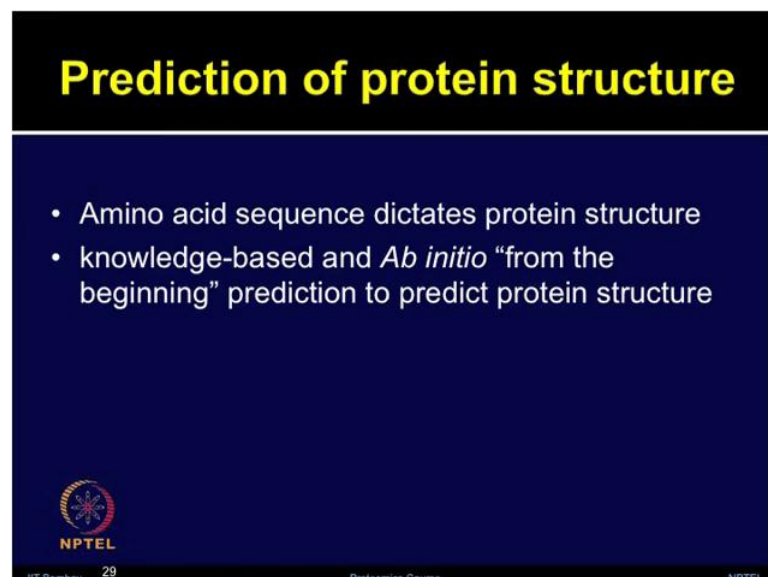 Prediction of protein structure
• Amino acid sequence dictates protein structure
• knowledge-based and Ab initio “from the
beginning” prediction to predict protein structure
NPTEL
29